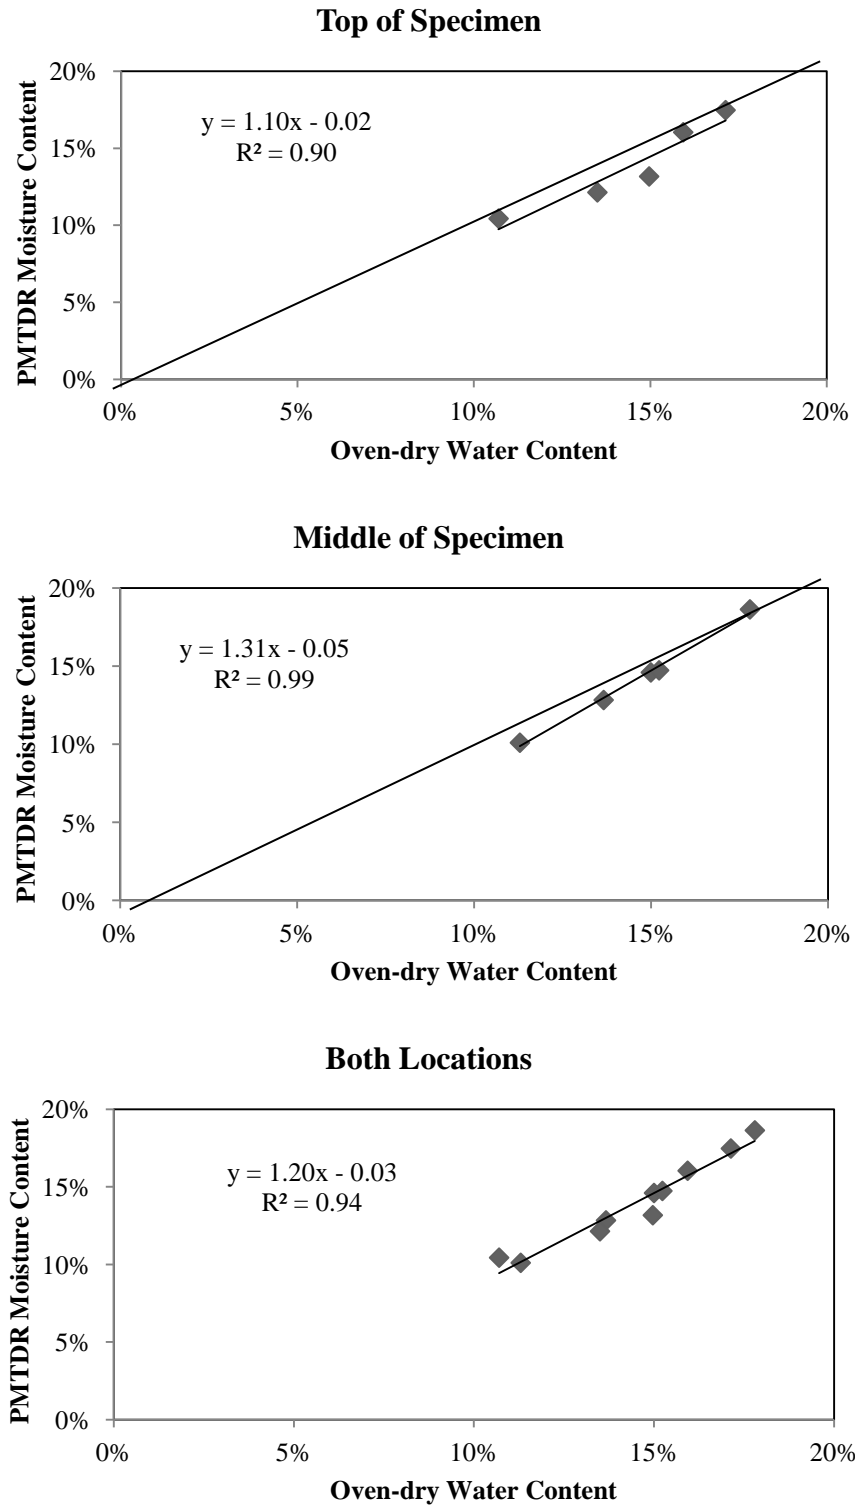 Top of Specimen
20%
15%
10%
5%
0%
PMTDR Moisture Content
y = 1.10x - 0.02
R² = 0.90
0% 5% 10% 15% 20%
Oven-dry Water Content
Middle of Specimen
20%
15%
10%
5%
0%
PMTDR Moisture Content
y = 1.31x - 0.05
R² = 0.99
0% 5% 10% 15% 20%
Oven-dry Water Content
Both Locations
20%
15%
10%
5%
0%
PMTDR Moisture Content
y = 1.20x - 0.03
R² = 0.94
0% 5% 10% 15% 20%
Oven-dry Water Content